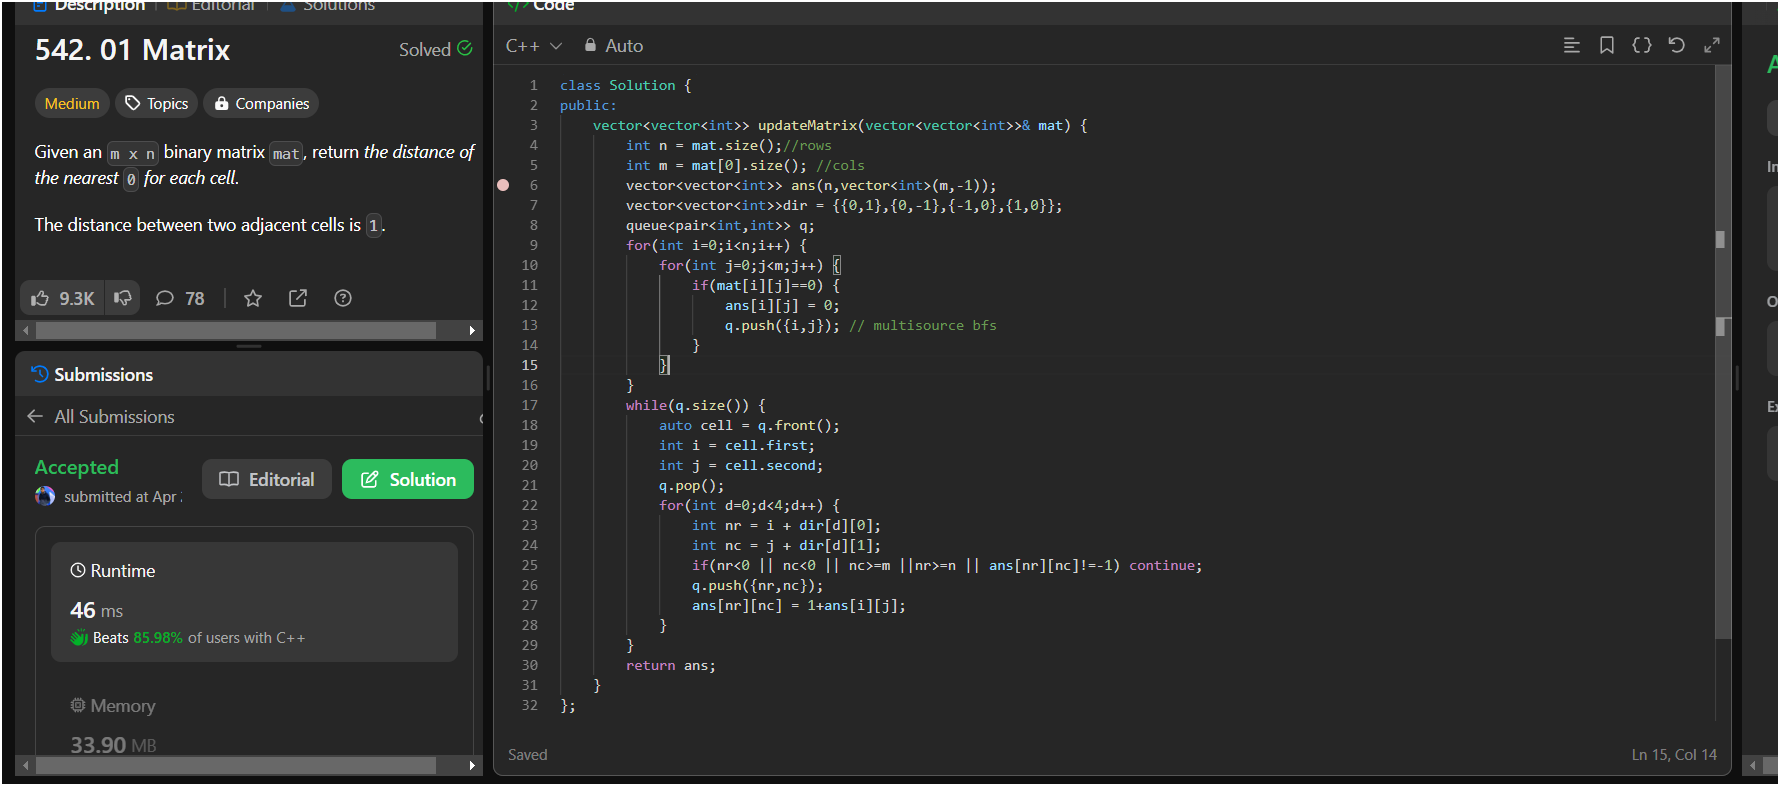 Description
Editorial
Solutions
542. 01 Matrix
Solved
Medium
Topics
Companies
Given an m x n binary matrix mat, return the distance of
the nearest 0 for each cell.
The distance between two adjacent cells is 1.
9.3K
78
Submissions
All Submissions
Accepted
submitted at Apr
Editorial
Solution
Runtime
46 ms
Beats 85.98% of users with C++
Memory
33.90 MB
Code
C++
Auto
1 class Solution {
2 public:
3     vector<vector<int>> updateMatrix(vector<vector<int>>& mat) {
4         int n = mat.size();//rows
5         int m = mat[0].size(); //cols
6         vector<vector<int>> ans(n,vector<int>(m,-1));
7         vector<vector<int>>dir = {{0,1},{0,-1},{-1,0},{1,0}};
8         queue<pair<int,int>> q;
9         for(int i=0;i<n;i++) {
10             for(int j=0;j<m;j++) {
11                 if(mat[i][j]==0) {
12                     ans[i][j] = 0;
13                     q.push({i,j}); // multisource bfs
14                 }
15             }
16         }
17         while(q.size()) {
18             auto cell = q.front();
19             int i = cell.first;
20             int j = cell.second;
21             q.pop();
22             for(int d=0;d<4;d++) {
23                 int nr = i + dir[d][0];
24                 int nc = j + dir[d][1];
25                 if(nr<0 || nc<0 || nc>=m ||nr>=n || ans[nr][nc]!=-1) continue;
26                 q.push({nr,nc});
27                 ans[nr][nc] = 1+ans[i][j];
28             }
29         }
30         return ans;
31     }
32 };
Saved
Ln 15, Col 14